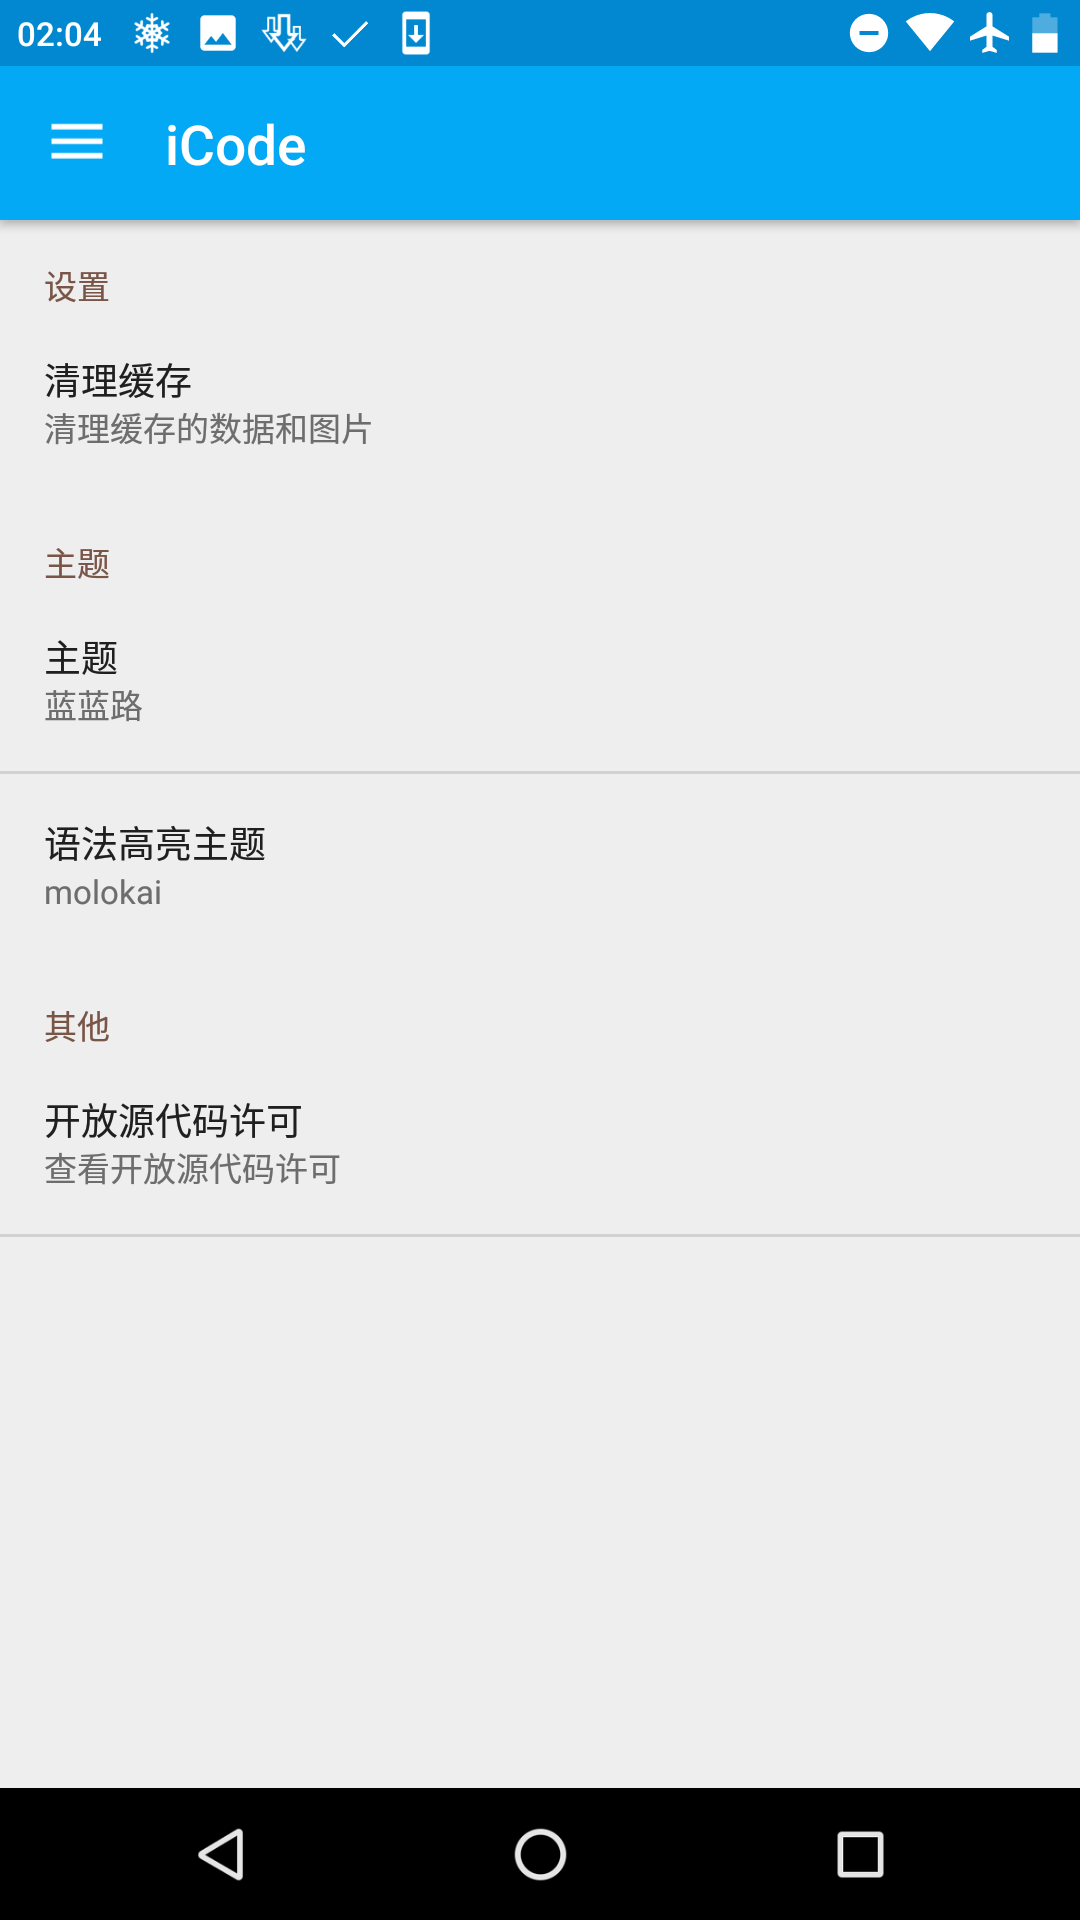 02:04
iCode
设置
清理缓存
清理缓存的数据和图片
主题
主题
蓝蓝路
语法高亮主题
molokai
其他
开放源代码许可
查看开放源代码许可